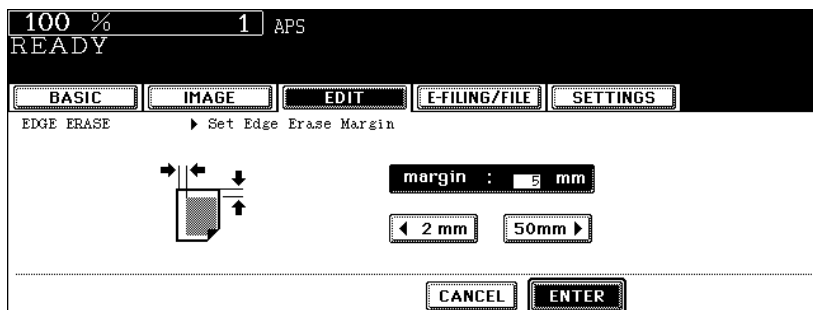 100 % 1 APS
READY
BASIC IMAGE EDIT E-FILING/FILE SETTINGS
EDGE ERASE ▶ Set Edge Erase Margin
margin : 5 mm
◀ 2 mm 50mm ▶
CANCEL ENTER